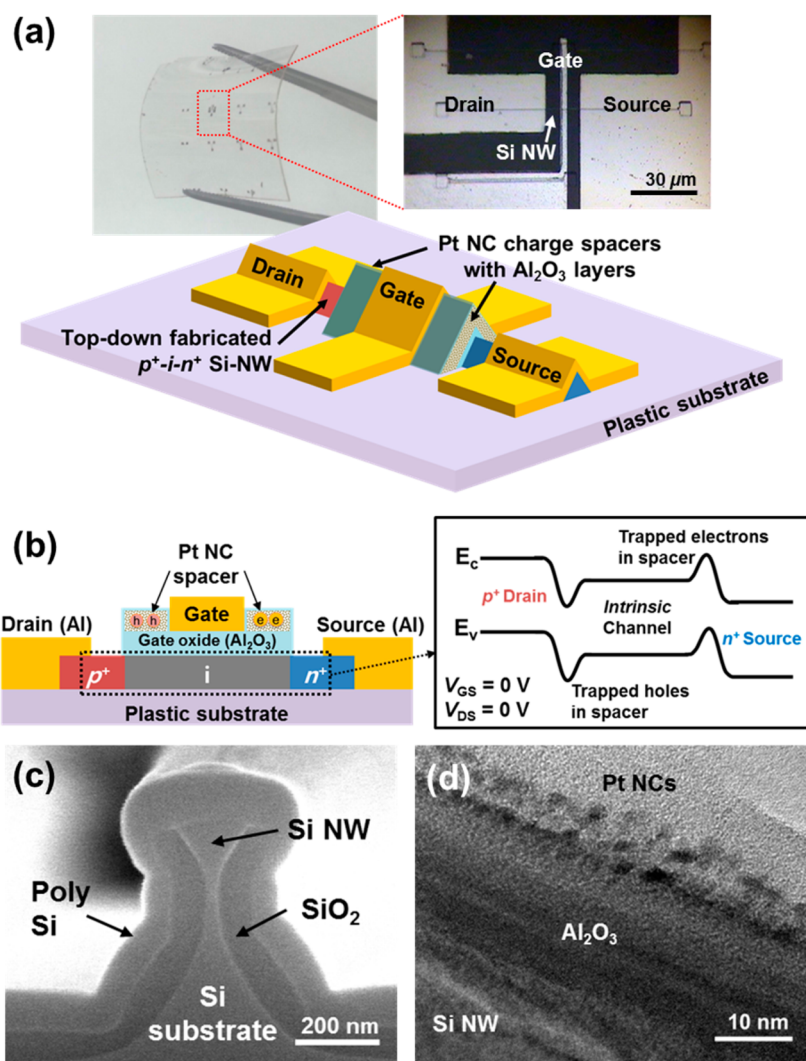 (a)
Gate
Drain
Source
Si NW
30 µm
Pt NC charge spacers
with Al₂O₃ layers
Drain
Gate
Top-down fabricated
p⁺-i-n⁺ Si-NW
Source
Plastic substrate
(b)
Pt NC
spacer
Drain (Al)
h h
Gate
e e
Source (Al)
Gate oxide (Al₂O₃)
p⁺
i
n⁺
Plastic substrate
Trapped electrons
in spacer
E꜀
p⁺ Drain
Intrinsic
Channel
Eᵥ
n⁺ Source
V_GS = 0 V
V_DS = 0 V
Trapped holes
in spacer
(c)
Si NW
Poly
Si
SiO₂
Si
substrate
200 nm
(d)
Pt NCs
Al₂O₃
Si NW
10 nm